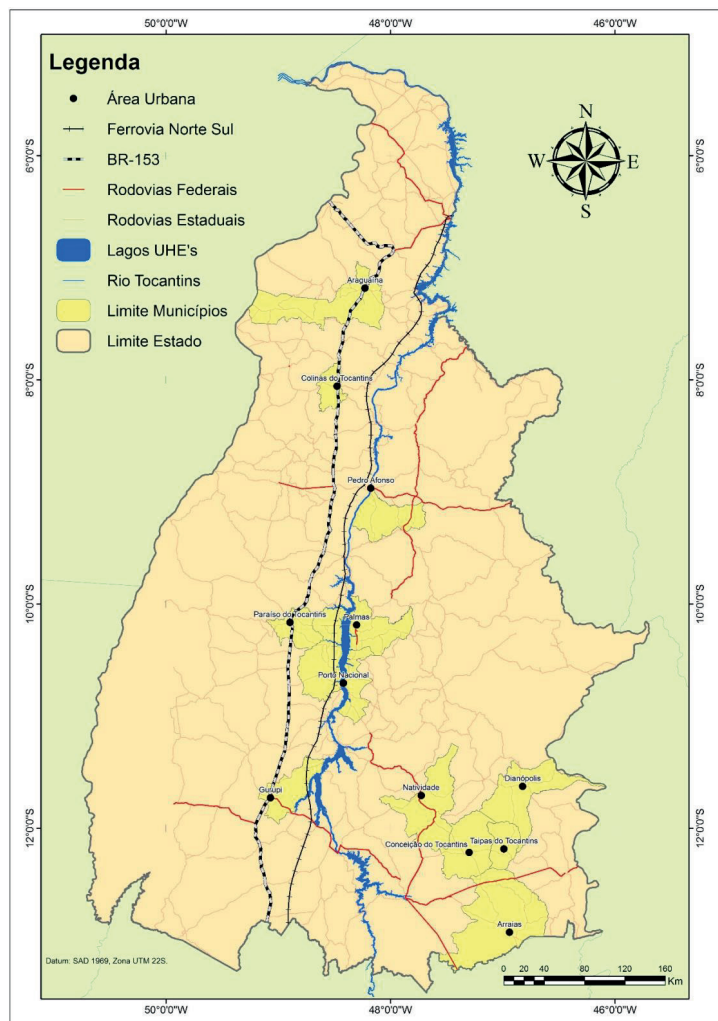 50°0'0"W
48°0'0"W
46°0'0"W
Legenda
Área Urbana
Ferrovia Norte Sul
BR-153
Rodovias Federais
Rodovias Estaduais
Lagos UHE's
Rio Tocantins
Limite Municípios
Limite Estado
N
W
E
S
6°0'0"S
6°0'0"S
Araguaína
8°0'0"S
8°0'0"S
Colinas do Tocantins
Pedro Afonso
10°0'0"S
10°0'0"S
Paraíso do Tocantins
Palmas
Porto Nacional
Gurupi
Natividade
Dianópolis
12°0'0"S
12°0'0"S
Conceição do Tocantins
Taipas do Tocantins
Arraias
Datum: SAD 1969, Zona UTM 22S.
0 20 40 80 120 160
Km
50°0'0"W
48°0'0"W
46°0'0"W